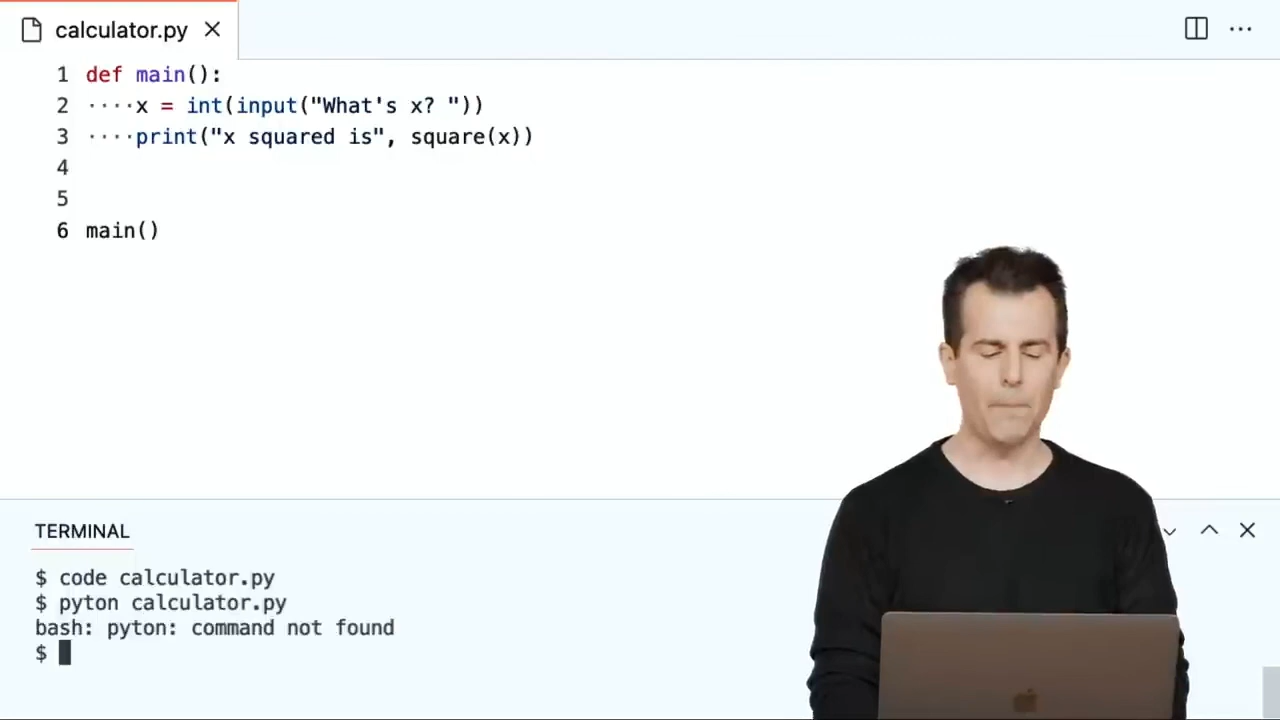 calculator.py
1 def main():
2 ····x = int(input("What's x? "))
3 ····print("x squared is", square(x))
4
5
6 main()
TERMINAL
$ code calculator.py
$ pyton calculator.py
bash: pyton: command not found
$